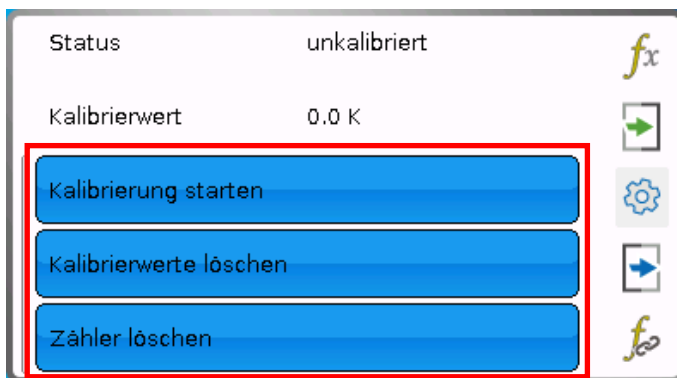 Status unkalibriert
Kalibrierwert 0.0 K
Kalibrierung starten
Kalibrierwerte löschen
Zähler löschen